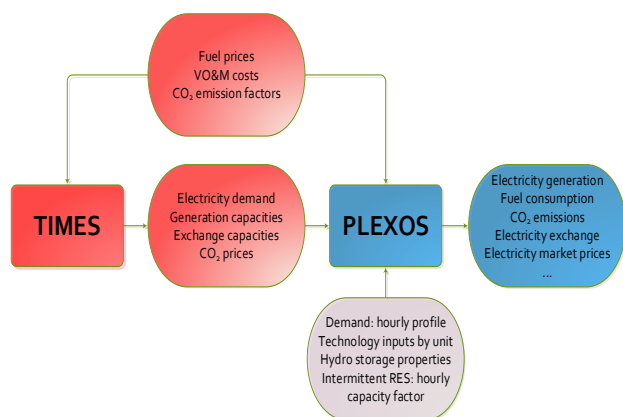 Fuel prices
VO&M costs
CO₂ emission factors
TIMES
Electricity demand
Generation capacities
Exchange capacities
CO₂ prices
PLEXOS
Electricity generation
Fuel consumption
CO₂ emissions
Electricity exchange
Electricity market prices
...
Demand: hourly profile
Technology inputs by unit
Hydro storage properties
Intermittent RES: hourly
capacity factor